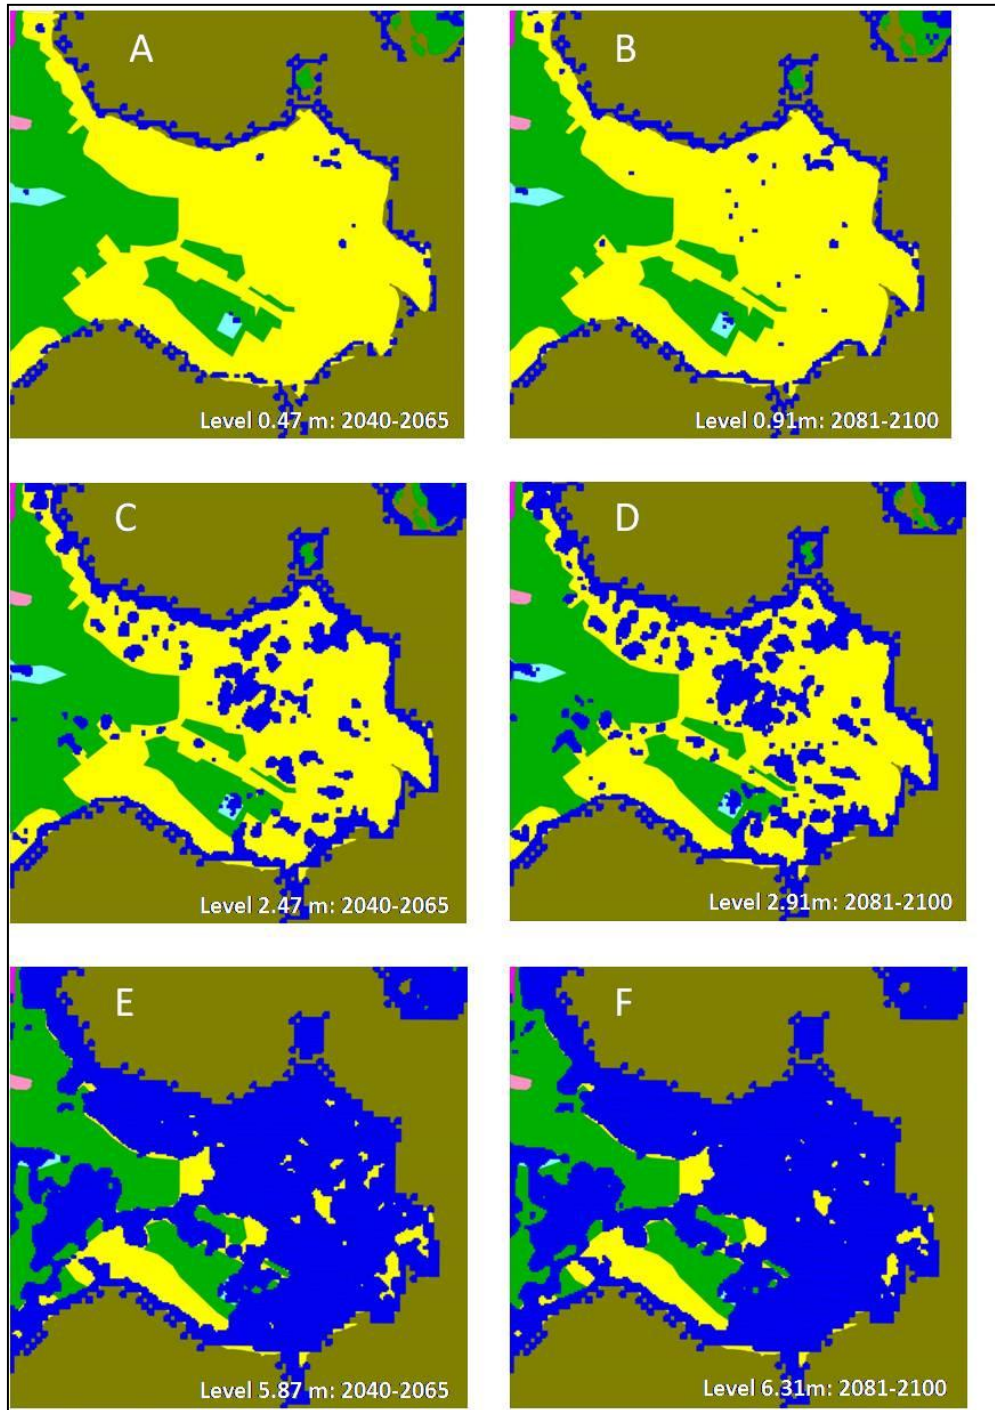 A
B
Level 0.47 m: 2040-2065
Level 0.91m: 2081-2100
C
D
Level 2.47 m: 2040-2065
Level 2.91m: 2081-2100
E
F
Level 5.87 m: 2040-2065
Level 6.31m: 2081-2100